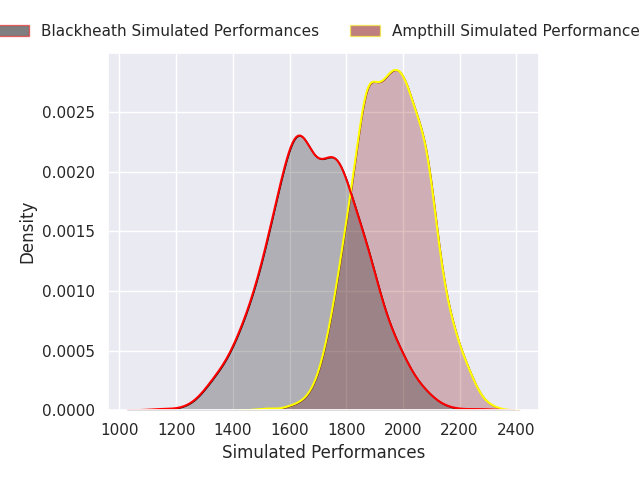 Blackheath Simulated Performances   Ampthill Simulated Performance
0.0025
0.0020
0.0015
0.0010
0.0005
0.0000
Density
1000 1200 1400 1600 1800 2000 2200 2400
Simulated Performances